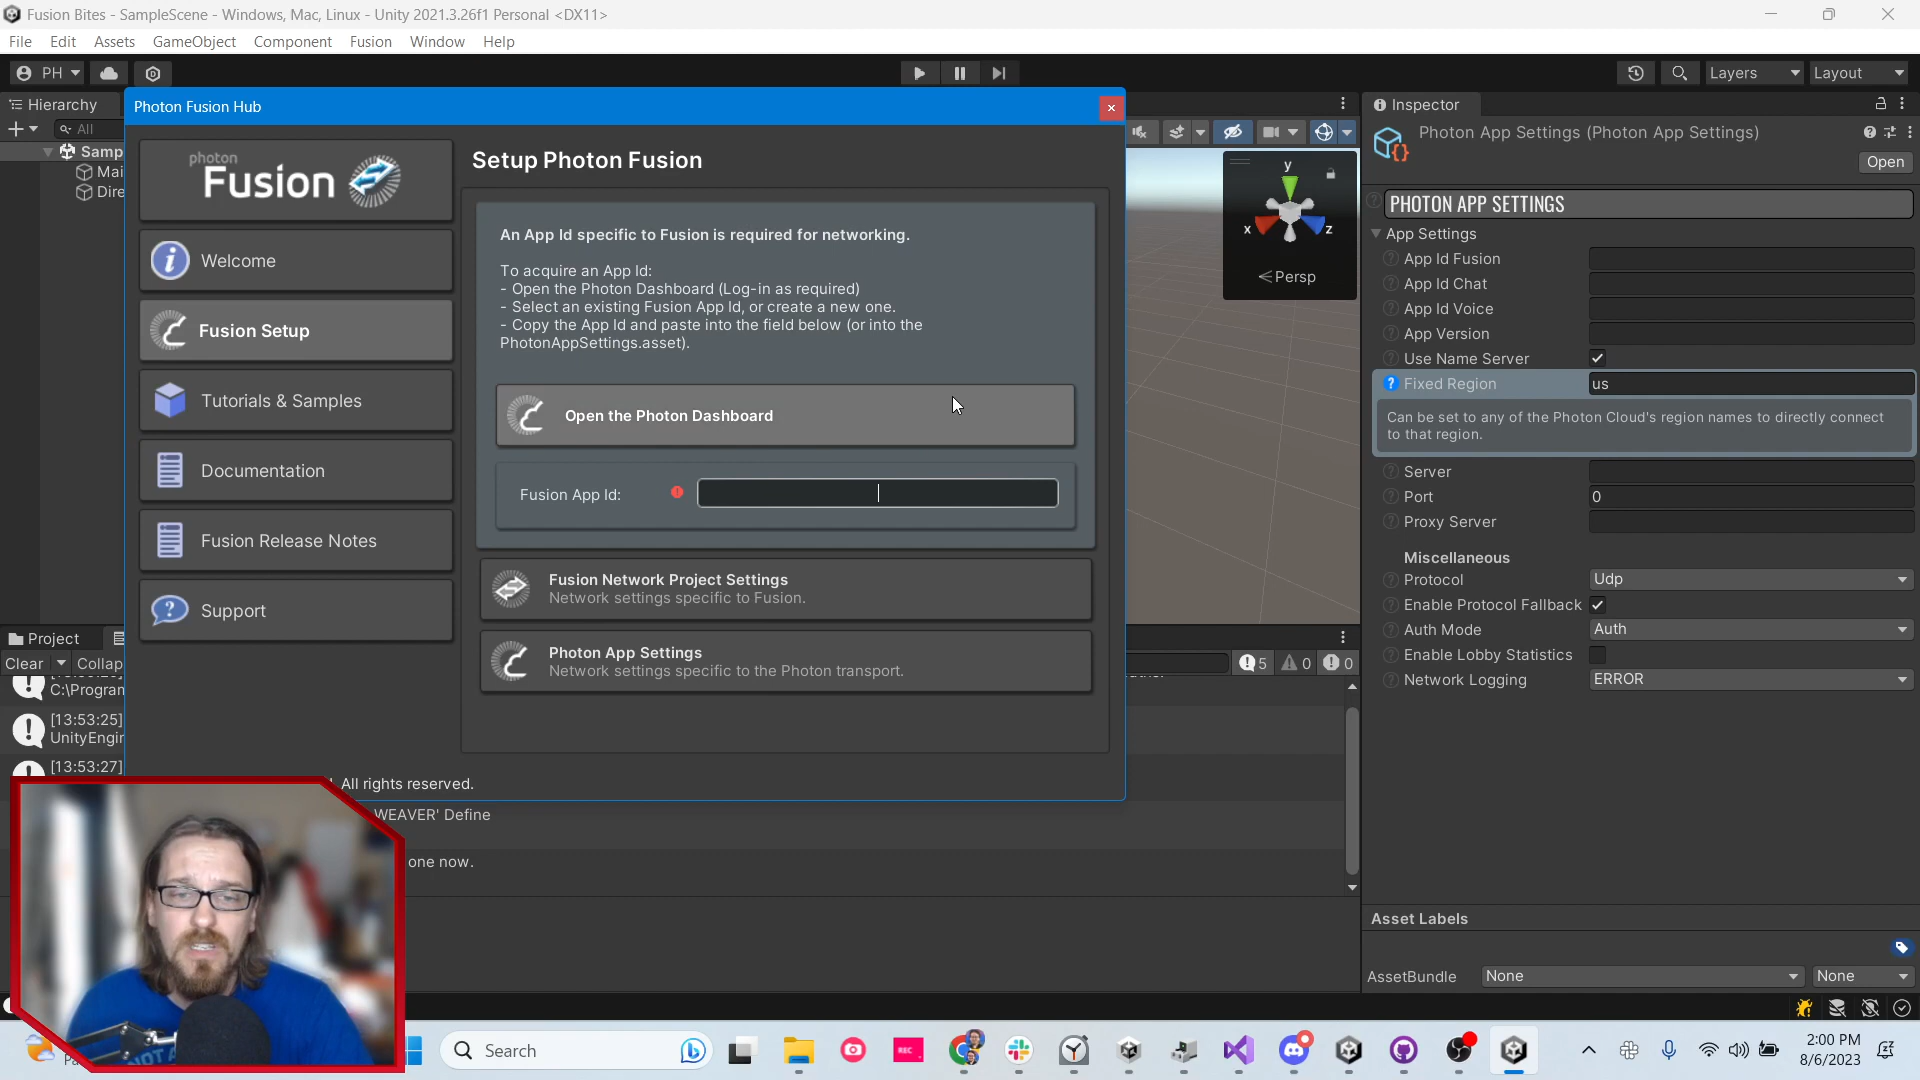 Fusion Bites - SampleScene - Windows, Mac, Linux - Unity 2021.3.26f1 Personal <DX11>
File Edit Assets GameObject Component Fusion Window Help
PH
Layers
Layout
Hierarchy
All
Samp
Mai
Dire
Photon Fusion Hub
photon
Fusion
Welcome
Fusion Setup
Tutorials & Samples
Documentation
Fusion Release Notes
Support
Setup Photon Fusion
An App Id specific to Fusion is required for networking.
To acquire an App Id:
- Open the Photon Dashboard (Log-in as required)
- Select an existing Fusion App Id, or create a new one.
- Copy the App Id and paste into the field below (or into the
PhotonAppSettings.asset).
Open the Photon Dashboard
Fusion App Id:
Fusion Network Project Settings
Network settings specific to Fusion.
Photon App Settings
Network settings specific to the Photon transport.
All rights reserved.
y
x
z
Persp
Inspector
Photon App Settings (Photon App Settings)
Open
PHOTON APP SETTINGS
App Settings
App Id Fusion
App Id Chat
App Id Voice
App Version
Use Name Server
Fixed Region us
Can be set to any of the Photon Cloud's region names to directly connect
to that region.
Server
Port 0
Proxy Server
Miscellaneous
Protocol Udp
Enable Protocol Fallback
Auth Mode Auth
Enable Lobby Statistics
Network Logging ERROR
Asset Labels
AssetBundle None None
Project
Clear Collap
5 0 0
C:\Program
[13:53:25]
UnityEngin
[13:53:27]
WEAVER' Define
one now.
Search
REC
2:00 PM
8/6/2023